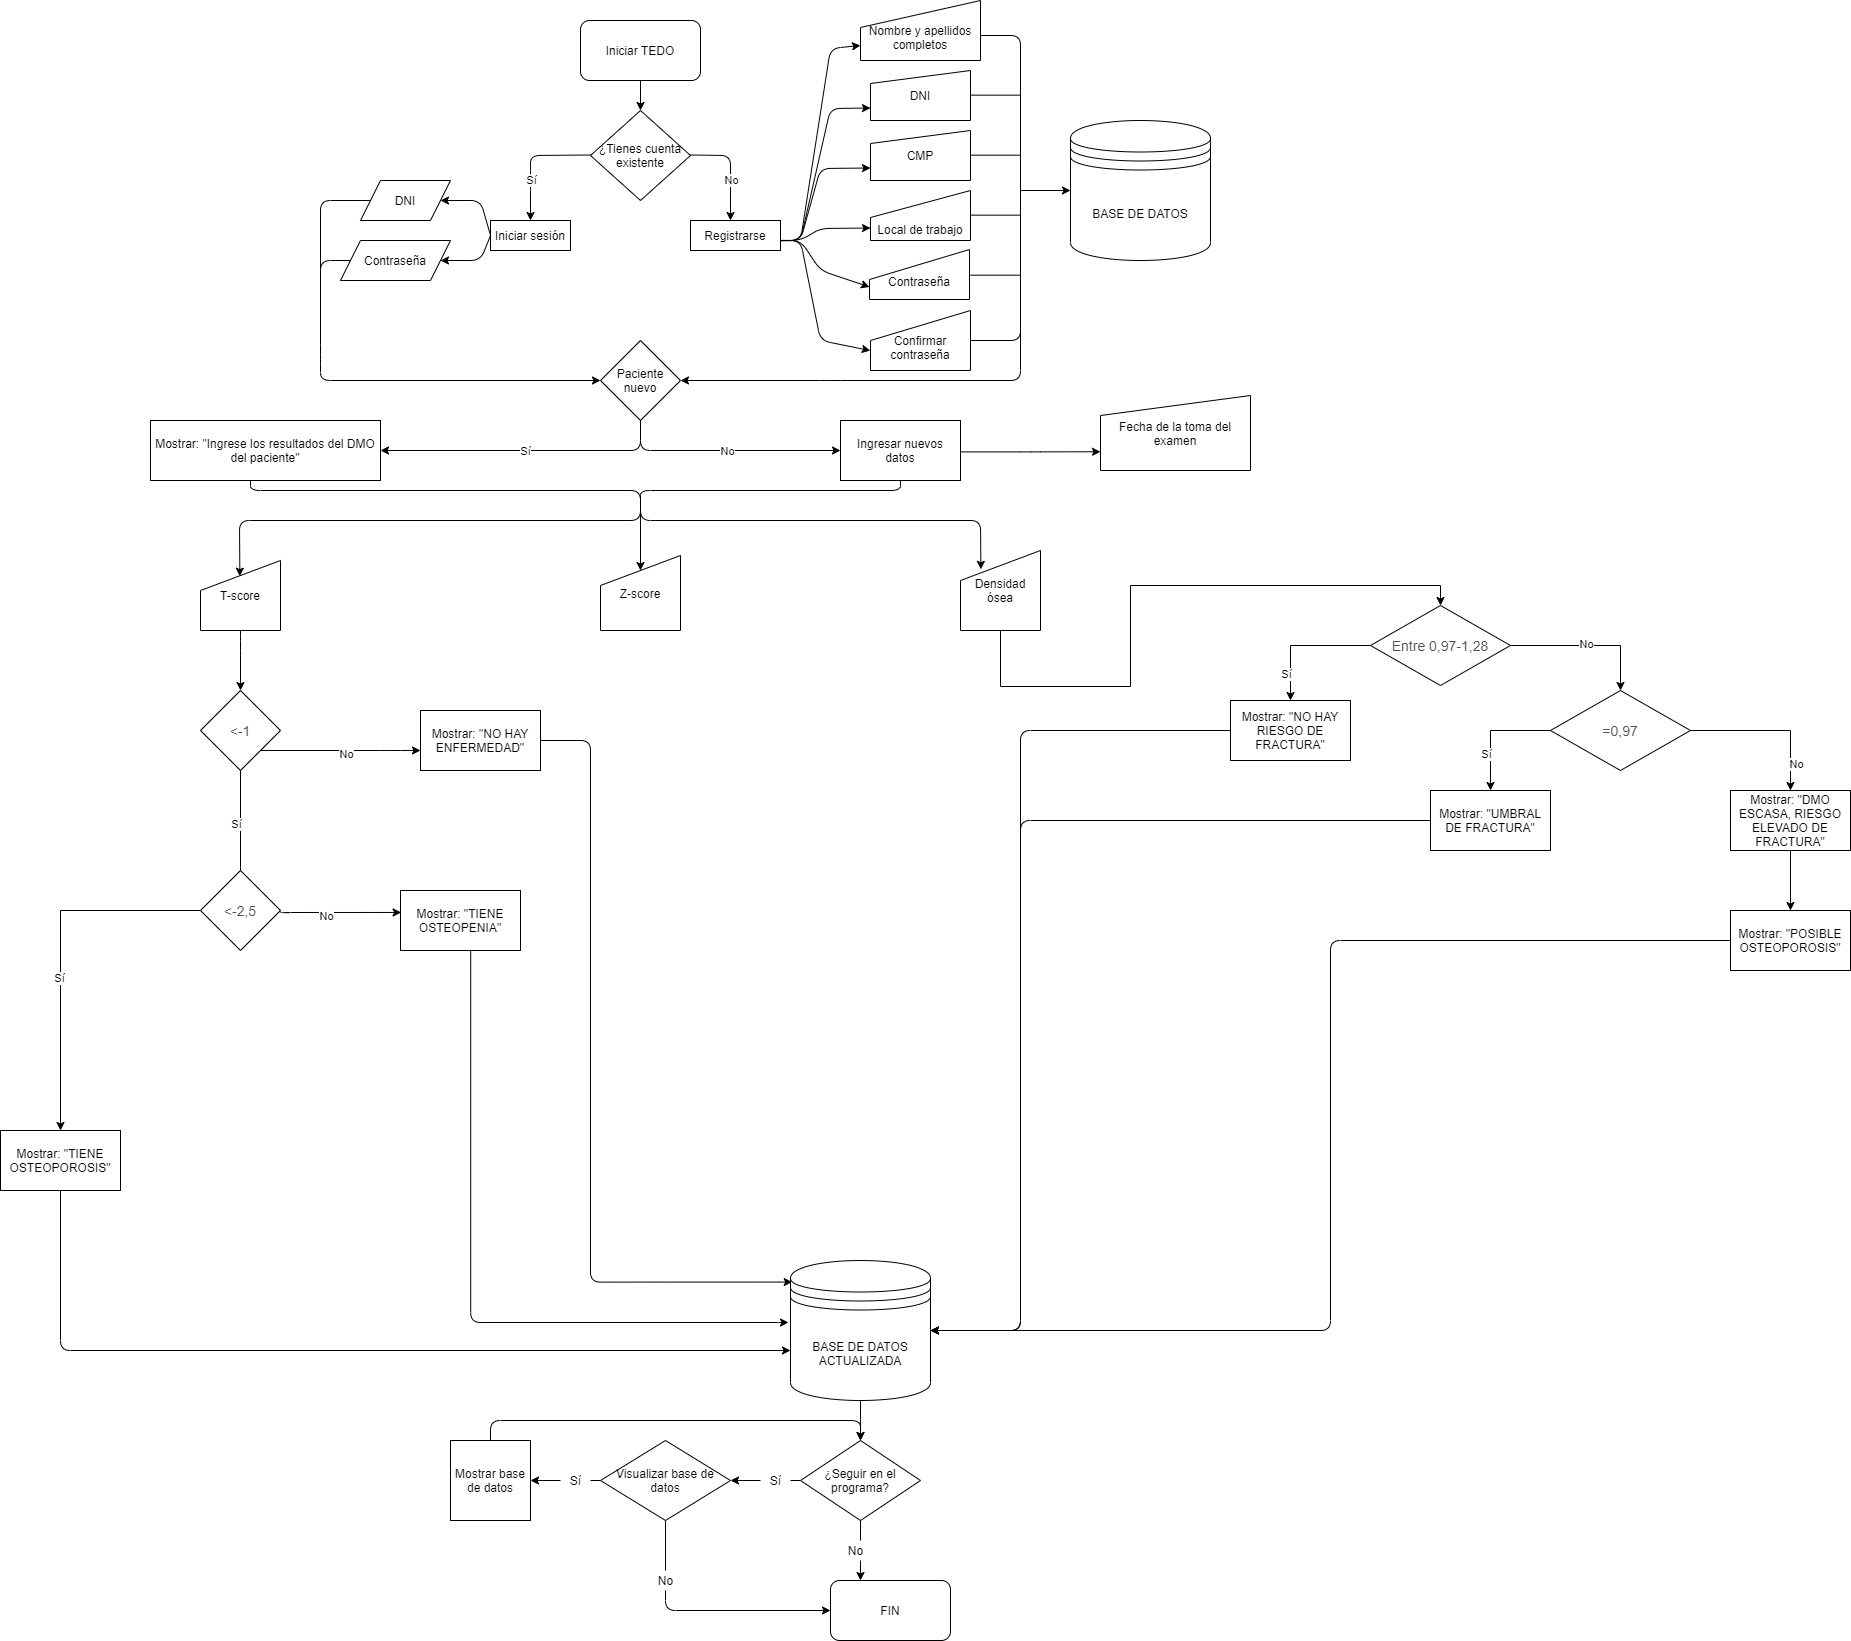 Iniciar TEDO
¿Tienes cuenta
existente
Sí
No
DNI
Contraseña
Iniciar sesión
Registrarse
Nombre y apellidos
completos
DNI
CMP
Local de trabajo
Contraseña
Confirmar
contraseña
BASE DE DATOS
Paciente
nuevo
Sí
No
Mostrar: "Ingrese los resultados del DMO
del paciente"
Ingresar nuevos
datos
Fecha de la toma del
examen
T-score
Z-score
Densidad
ósea
Entre 0,97-1,28
Sí
No
Mostrar: "NO HAY
RIESGO DE
FRACTURA"
=0,97
Sí
No
Mostrar: "UMBRAL
DE FRACTURA"
Mostrar: "DMO
ESCASA, RIESGO
ELEVADO DE
FRACTURA"
Mostrar: "POSIBLE
OSTEOPOROSIS"
<-1
No
Mostrar: "NO HAY
ENFERMEDAD"
Sí
<-2,5
No
Mostrar: "TIENE
OSTEOPENIA"
Sí
Mostrar: "TIENE
OSTEOPOROSIS"
BASE DE DATOS
ACTUALIZADA
¿Seguir en el
programa?
Sí
Visualizar base de
datos
Sí
Mostrar base
de datos
No
No
FIN